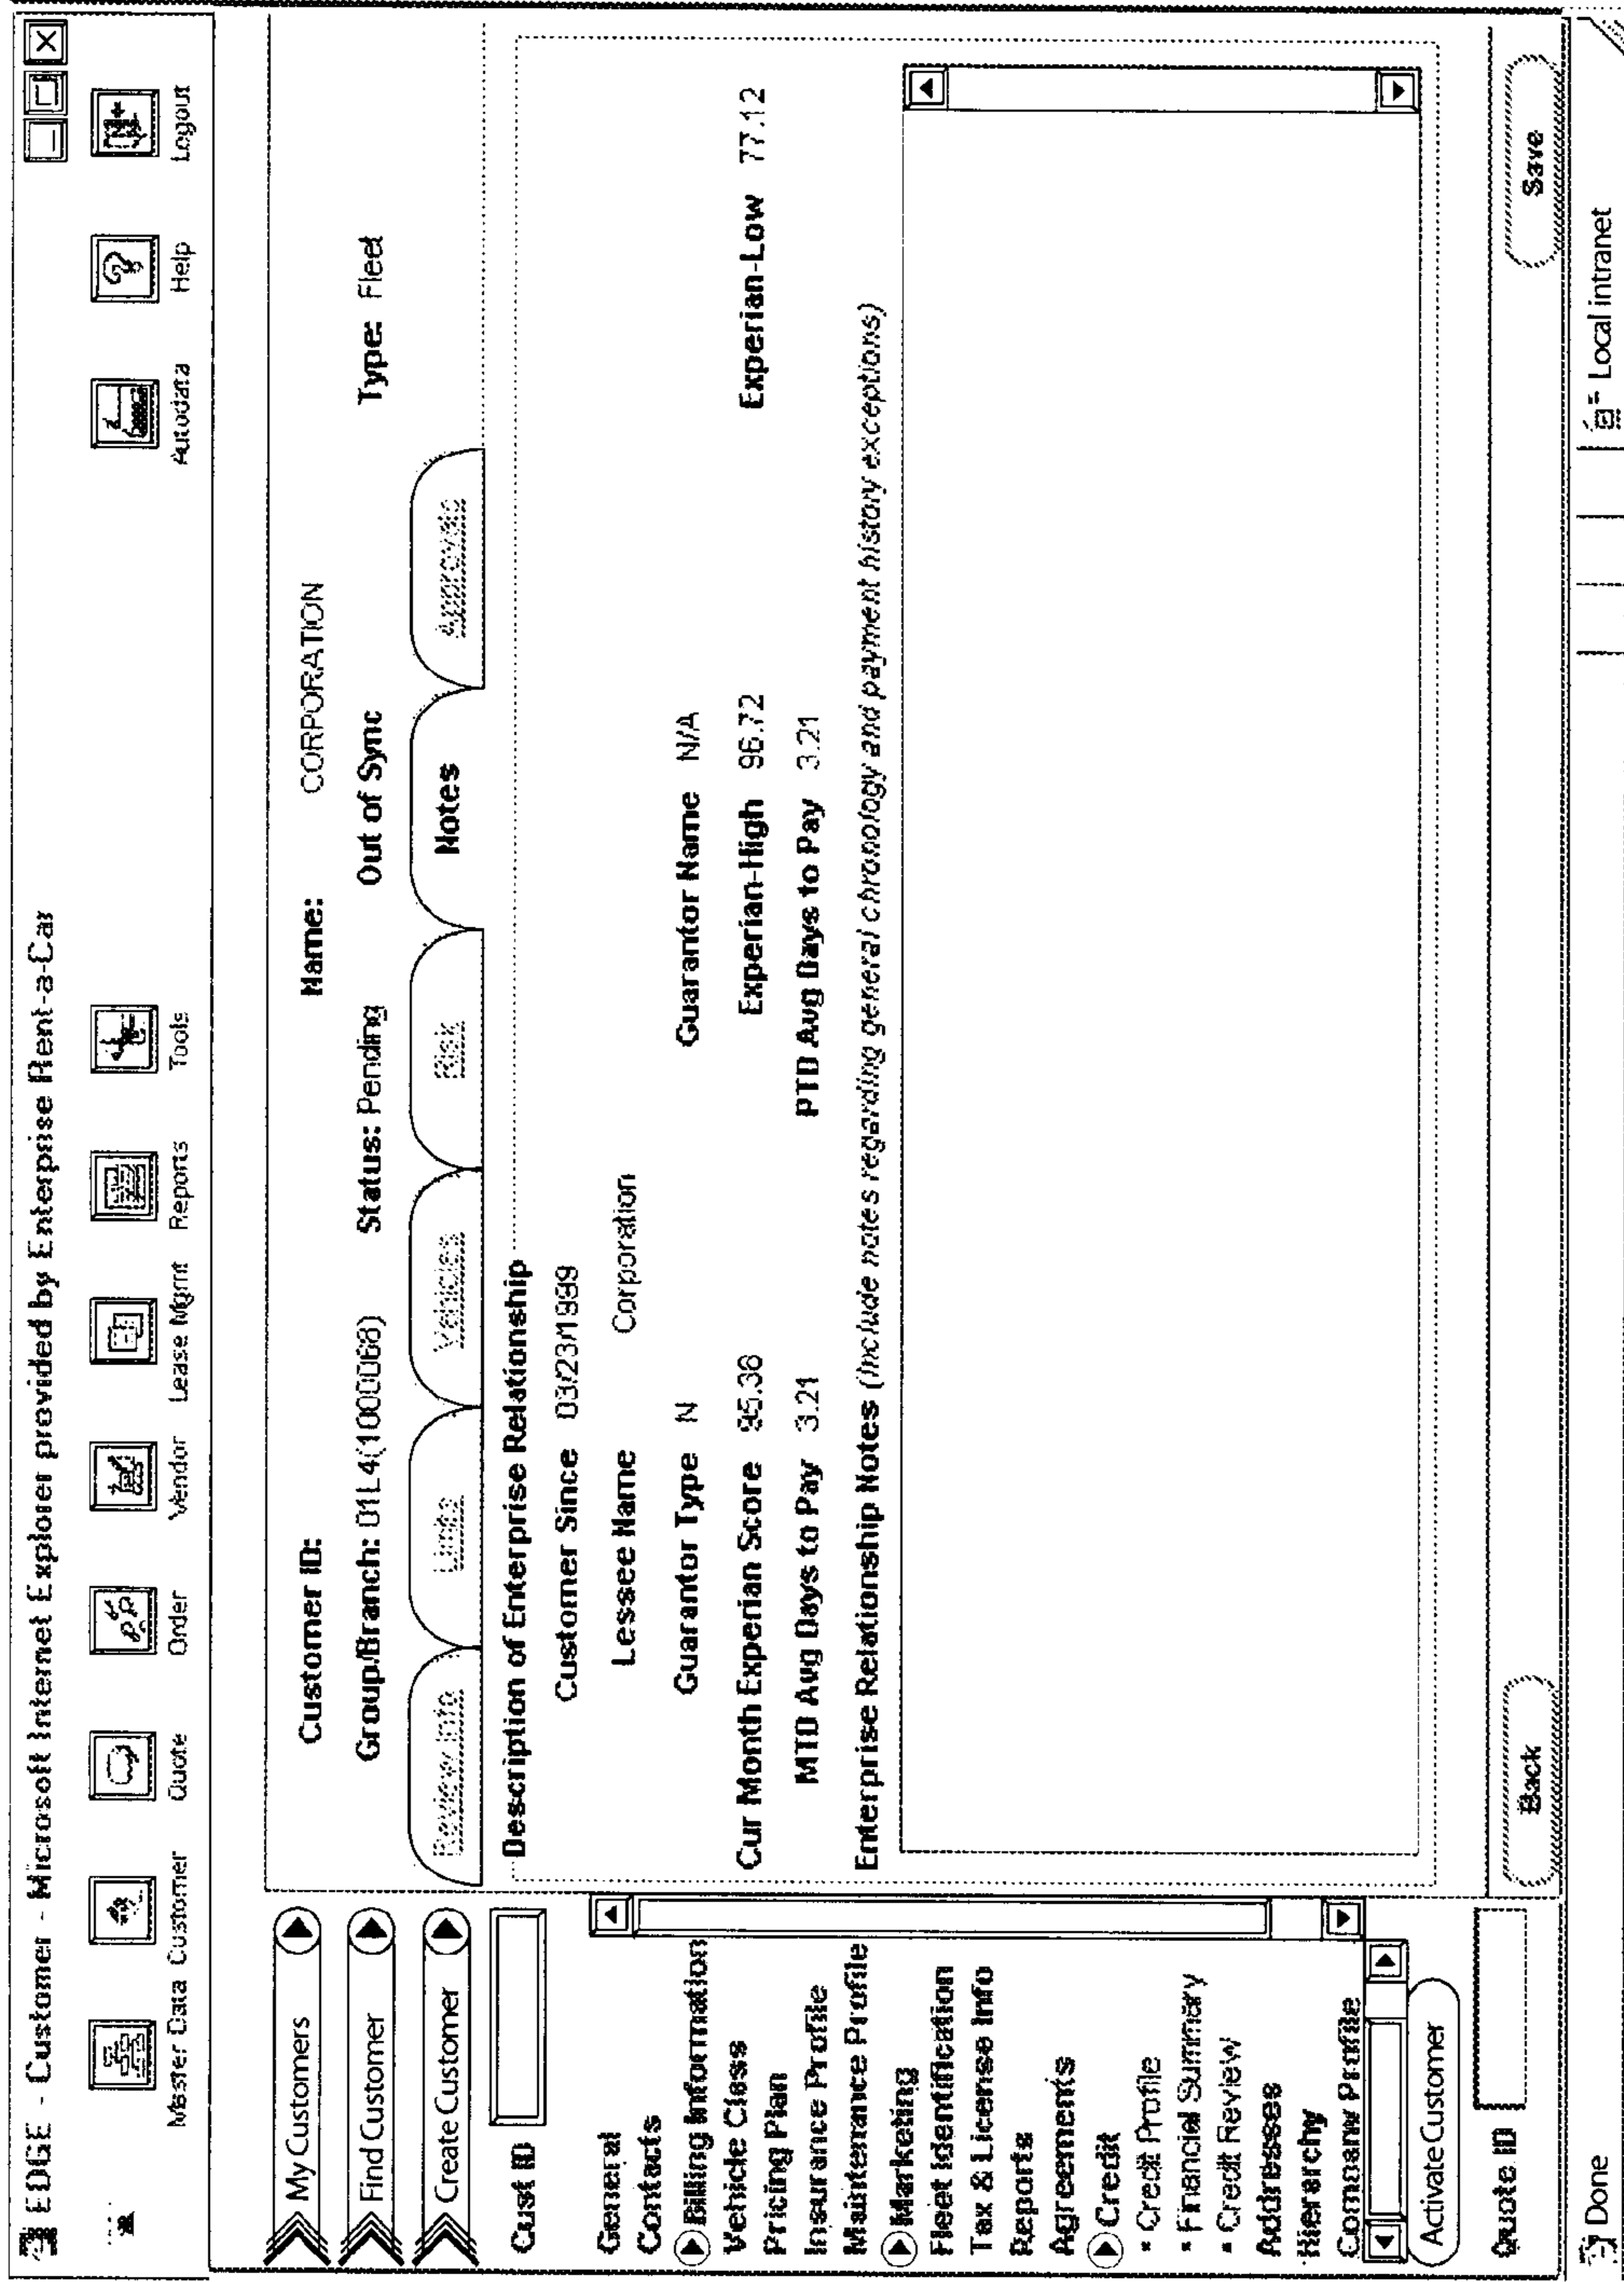 EDGE - Customer - Microsoft Internet Explorer provided by Enterprise Rent-a-Car
Master Data Customer Quote Order Vendor Lease Mgmt Reports Tools Autodata Help Logout
My Customers
Find Customer
Create Customer
Cust ID
General
Contacts
Billing Information
Vehicle Class
Pricing Plan
Insurance Profile
Maintenance Profile
Marketing
Fleet Identification
Tax & License Info
Reports
Agreements
Credit
Credit Profile
Financial Summary
Credit Review
Addresses
Hierarchy
Company Profile
Activate Customer
Quote ID
Customer ID: Name: CORPORATION
Group/Branch: D1L4(100068) Status: Pending Out of Sync Type: Fleet
Review Info Limits Vehicles Risk Notes Approvals
Description of Enterprise Relationship
Customer Since 03/23/1999
Lessee Name Corporation
Guarantor Type N Guarantor Name N/A
Cur Month Experian Score 95.38 Experian-High 96.72 Experian-Low 77.12
MTD Avg Days to Pay 3.21 PTD Avg Days to Pay 3.21
Enterprise Relationship Notes (Include notes regarding general chronology and payment history exceptions)
Back Save
Done Local intranet